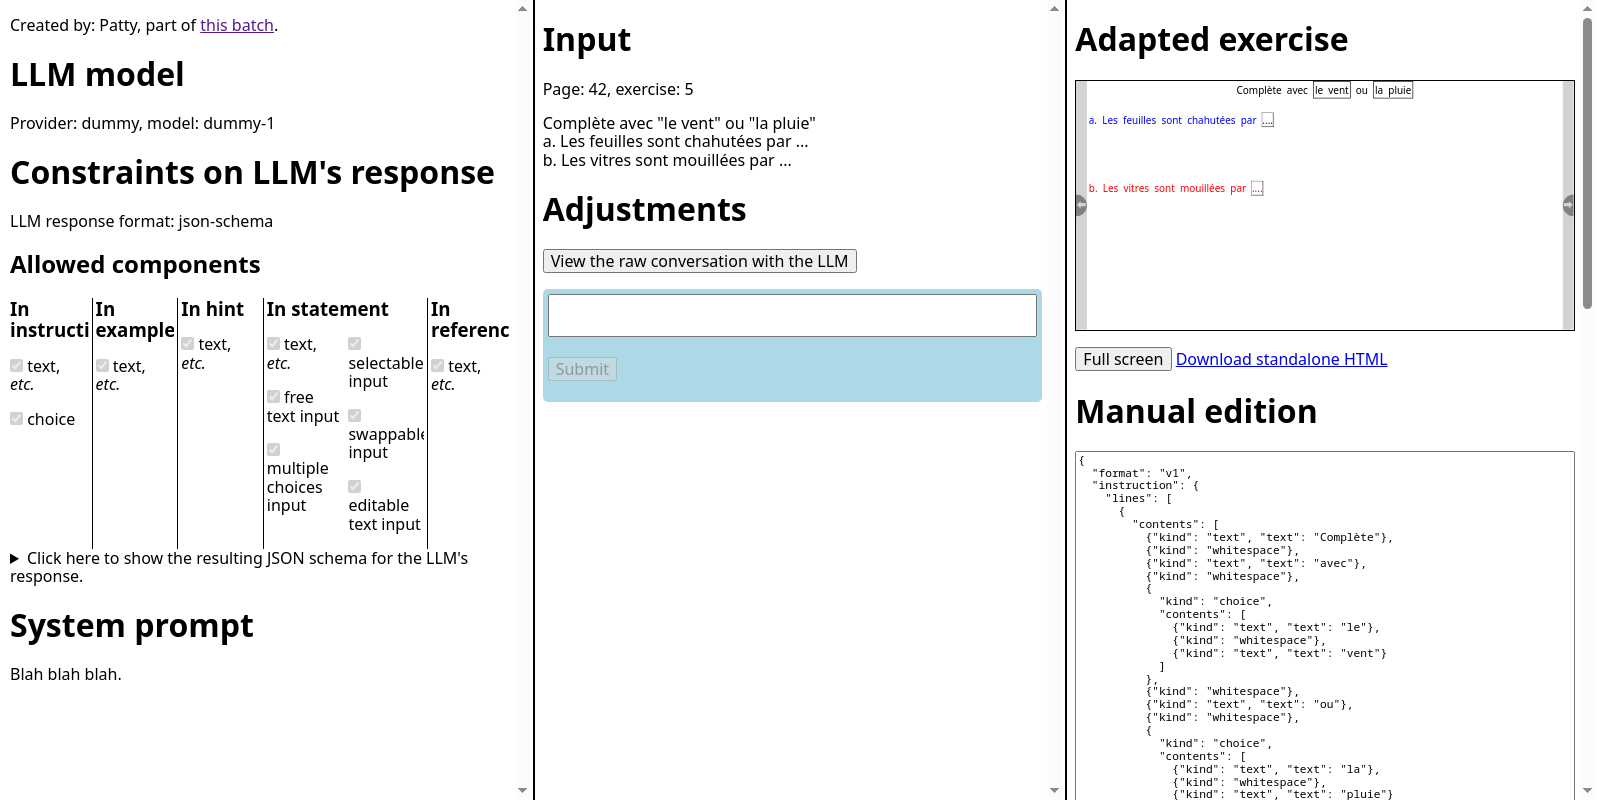 Created by: Patty, part of this batch.
LLM model
Provider: dummy, model: dummy-1
Constraints on LLM's response
LLM response format: json-schema
Allowed components
In
instructi
text,
etc.
choice
In
example
text,
etc.
In hint
text,
etc.
In statement
text,
etc.
free
text input
multiple
choices
input
selectable
input
swappable
input
editable
text input
In
referenc
text,
etc.
Click here to show the resulting JSON schema for the LLM's
response.
System prompt
Blah blah blah.
Input
Page: 42, exercise: 5
Complète avec "le vent" ou "la pluie"
a. Les feuilles sont chahutées par ...
b. Les vitres sont mouillées par ...
Adjustments
View the raw conversation with the LLM
Submit
Adapted exercise
Complète avec le vent ou la pluie
a. Les feuilles sont chahutées par ....
b. Les vitres sont mouillées par ....
Full screen Download standalone HTML
Manual edition
{
"format": "v1",
"instruction": {
"lines": [
{
"contents": [
{"kind": "text", "text": "Complète"},
{"kind": "whitespace"},
{"kind": "text", "text": "avec"},
{"kind": "whitespace"},
{
"kind": "choice",
"contents": [
{"kind": "text", "text": "le"},
{"kind": "whitespace"},
{"kind": "text", "text": "vent"}
]
},
{"kind": "whitespace"},
{"kind": "text", "text": "ou"},
{"kind": "whitespace"},
{
"kind": "choice",
"contents": [
{"kind": "text", "text": "la"},
{"kind": "whitespace"},
{"kind": "text", "text": "pluie"}